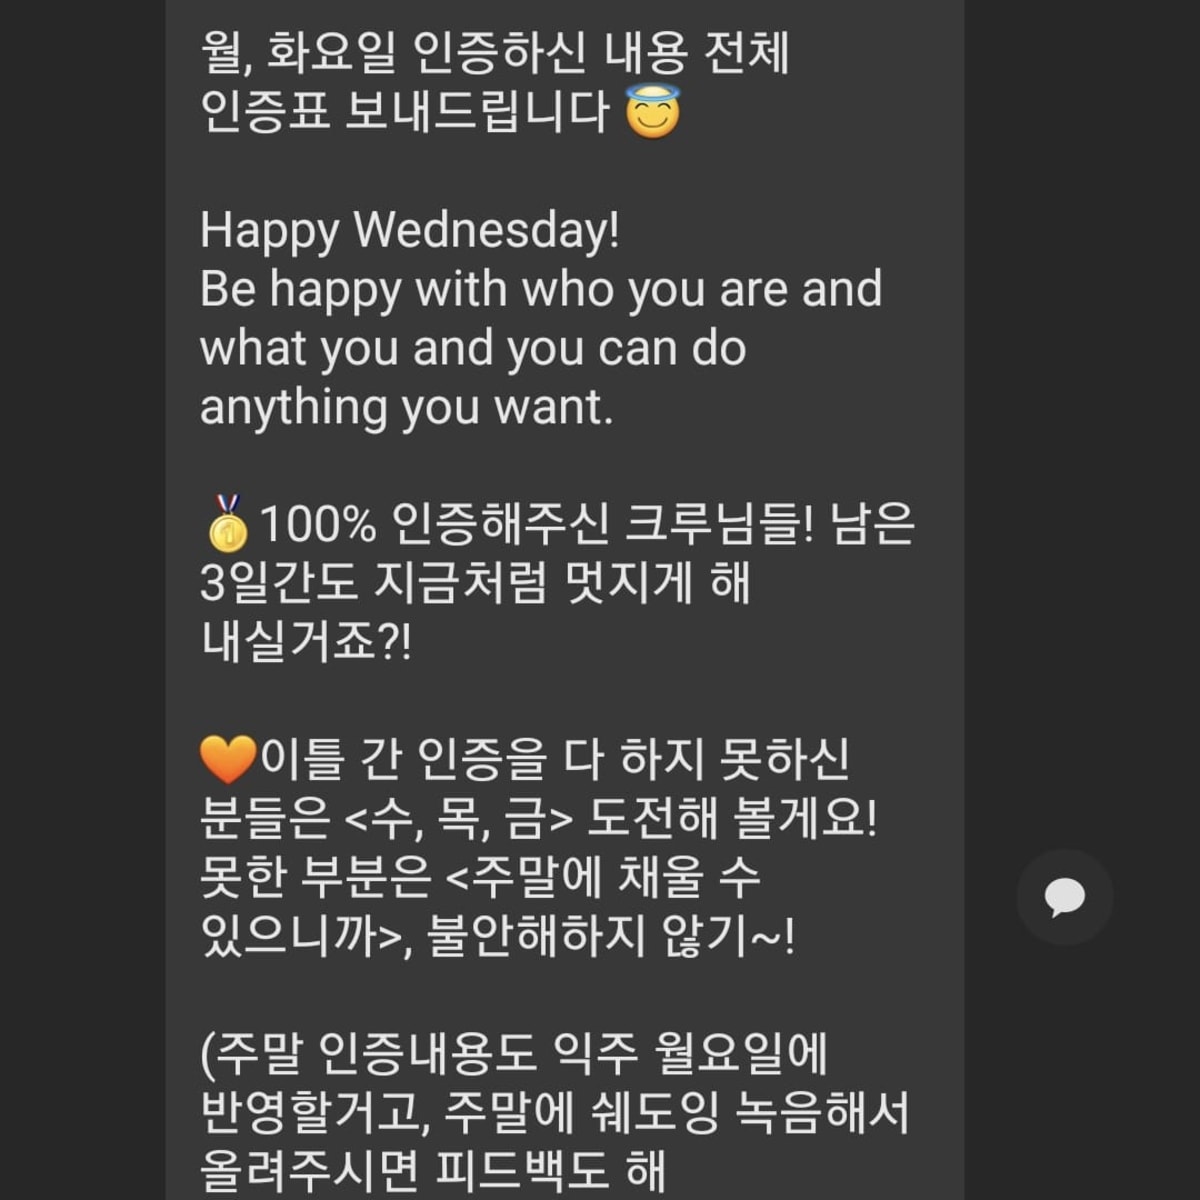 월, 화요일 인증하신 내용 전체
인증표 보내드립니다 😇
Happy Wednesday!
Be happy with who you are and
what you and you can do
anything you want.
🥇100% 인증해주신 크루님들! 남은
3일간도 지금처럼 멋지게 해
내실거죠?!
🧡이틀 간 인증을 다 하지 못하신
분들은 <수, 목, 금> 도전해 볼게요!
못한 부분은 <주말에 채울 수
있으니까>, 불안해하지 않기~!
(주말 인증내용도 익주 월요일에
반영할거고, 주말에 쉐도잉 녹음해서
올려주시면 피드백도 해